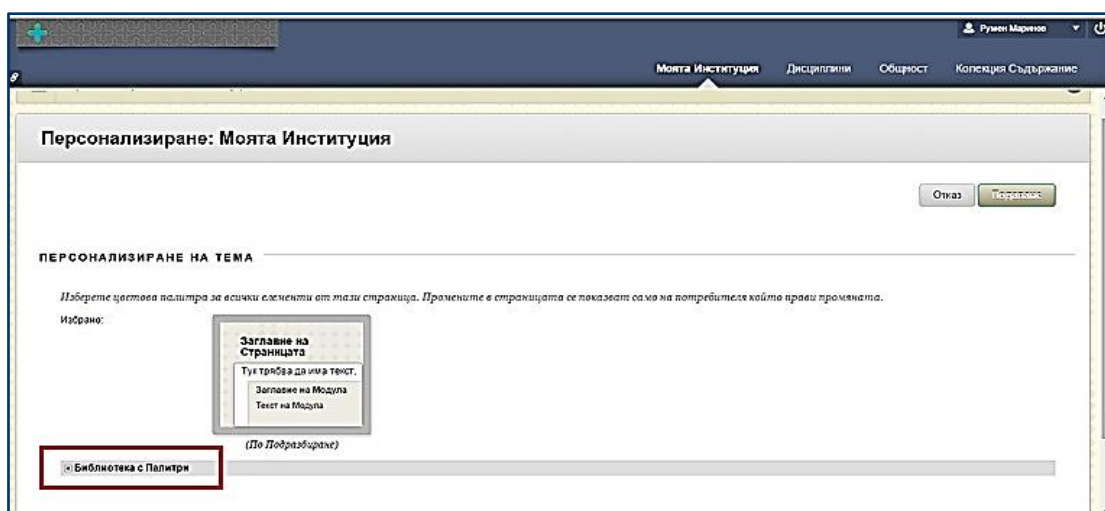 Румен Маринов
Моята Институция Дисциплини Общност Колекция Съдържание
Персонализиране: Моята Институция
Отказ Подаване
ПЕРСОНАЛИЗИРАНЕ НА ТЕМА
Изберете цветова палитра за всички елементи от тази страница. Промените в страницата се показват само на потребителя който прави промяната.
Избрано:
Заглавие на
Страницата
Тук трябва да има текст.
Заглавие на Модула
Текст на Модула
(По Подразбиране)
Библиотека с Палитри